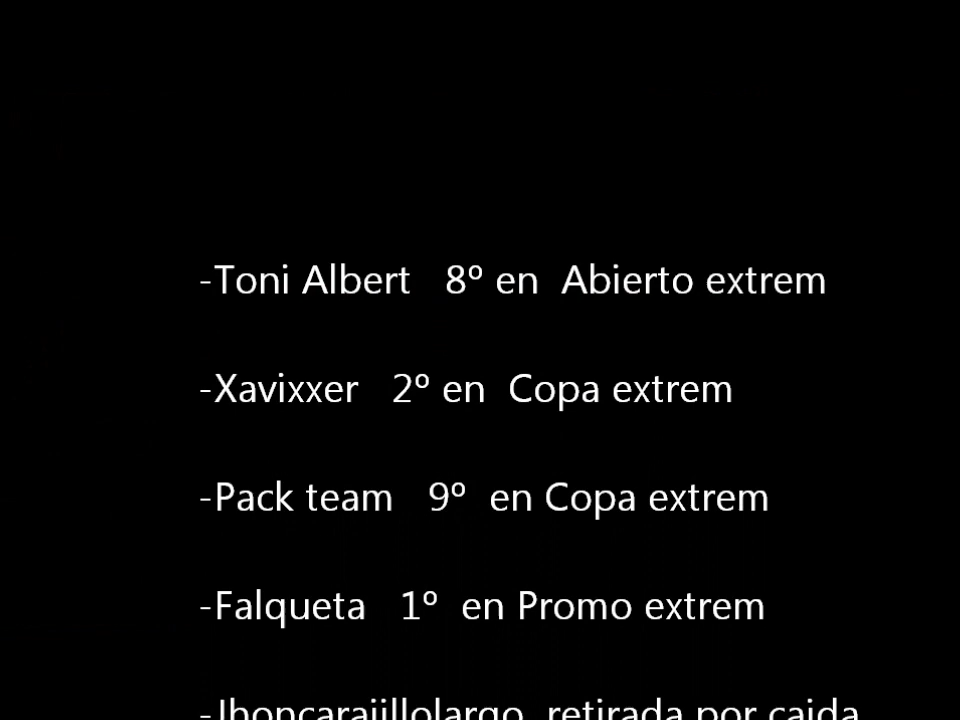 -Toni Albert 8º en Abierto extrem
-Xavixxer 2º en Copa extrem
-Pack team 9º en Copa extrem
-Falqueta 1º en Promo extrem
-Jhoncarajillolargo retirada por caida